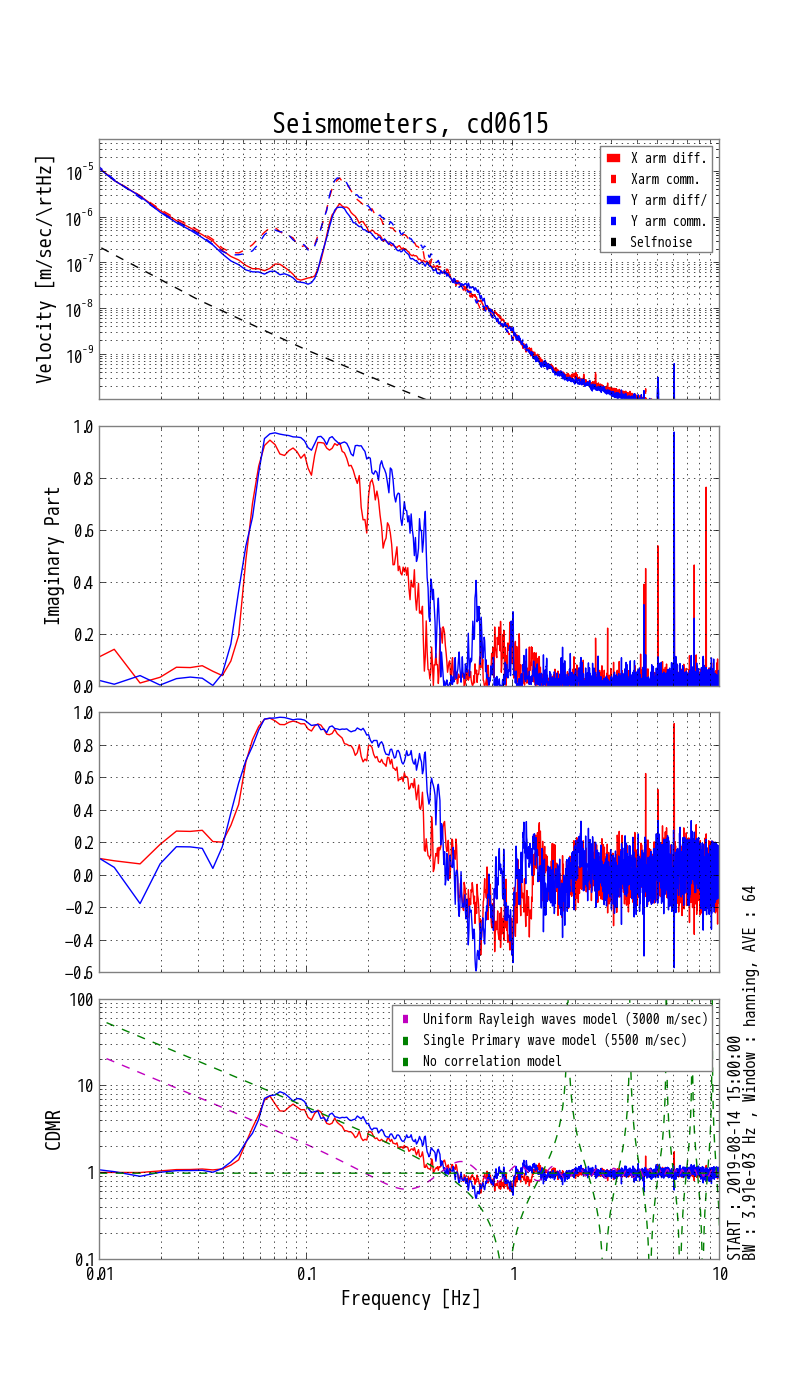 Seismometers, cd0615
Velocity [m/sec/\rtHz]
10^-5
10^-6
10^-7
10^-8
10^-9
X arm diff.
Xarm comm.
Y arm diff/
Y arm comm.
Selfnoise
Imaginary Part
1.0
0.8
0.6
0.4
0.2
0.0
1.0
0.8
0.6
0.4
0.2
0.0
−0.2
−0.4
−0.6
CDMR
100
10
1
0.1
Uniform Rayleigh waves model (3000 m/sec)
Single Primary wave model (5500 m/sec)
No correlation model
0.01 0.1 1 10
Frequency [Hz]
START : 2019-08-14 15:00:00
BW : 3.91e-03 Hz , Window : hanning, AVE : 64